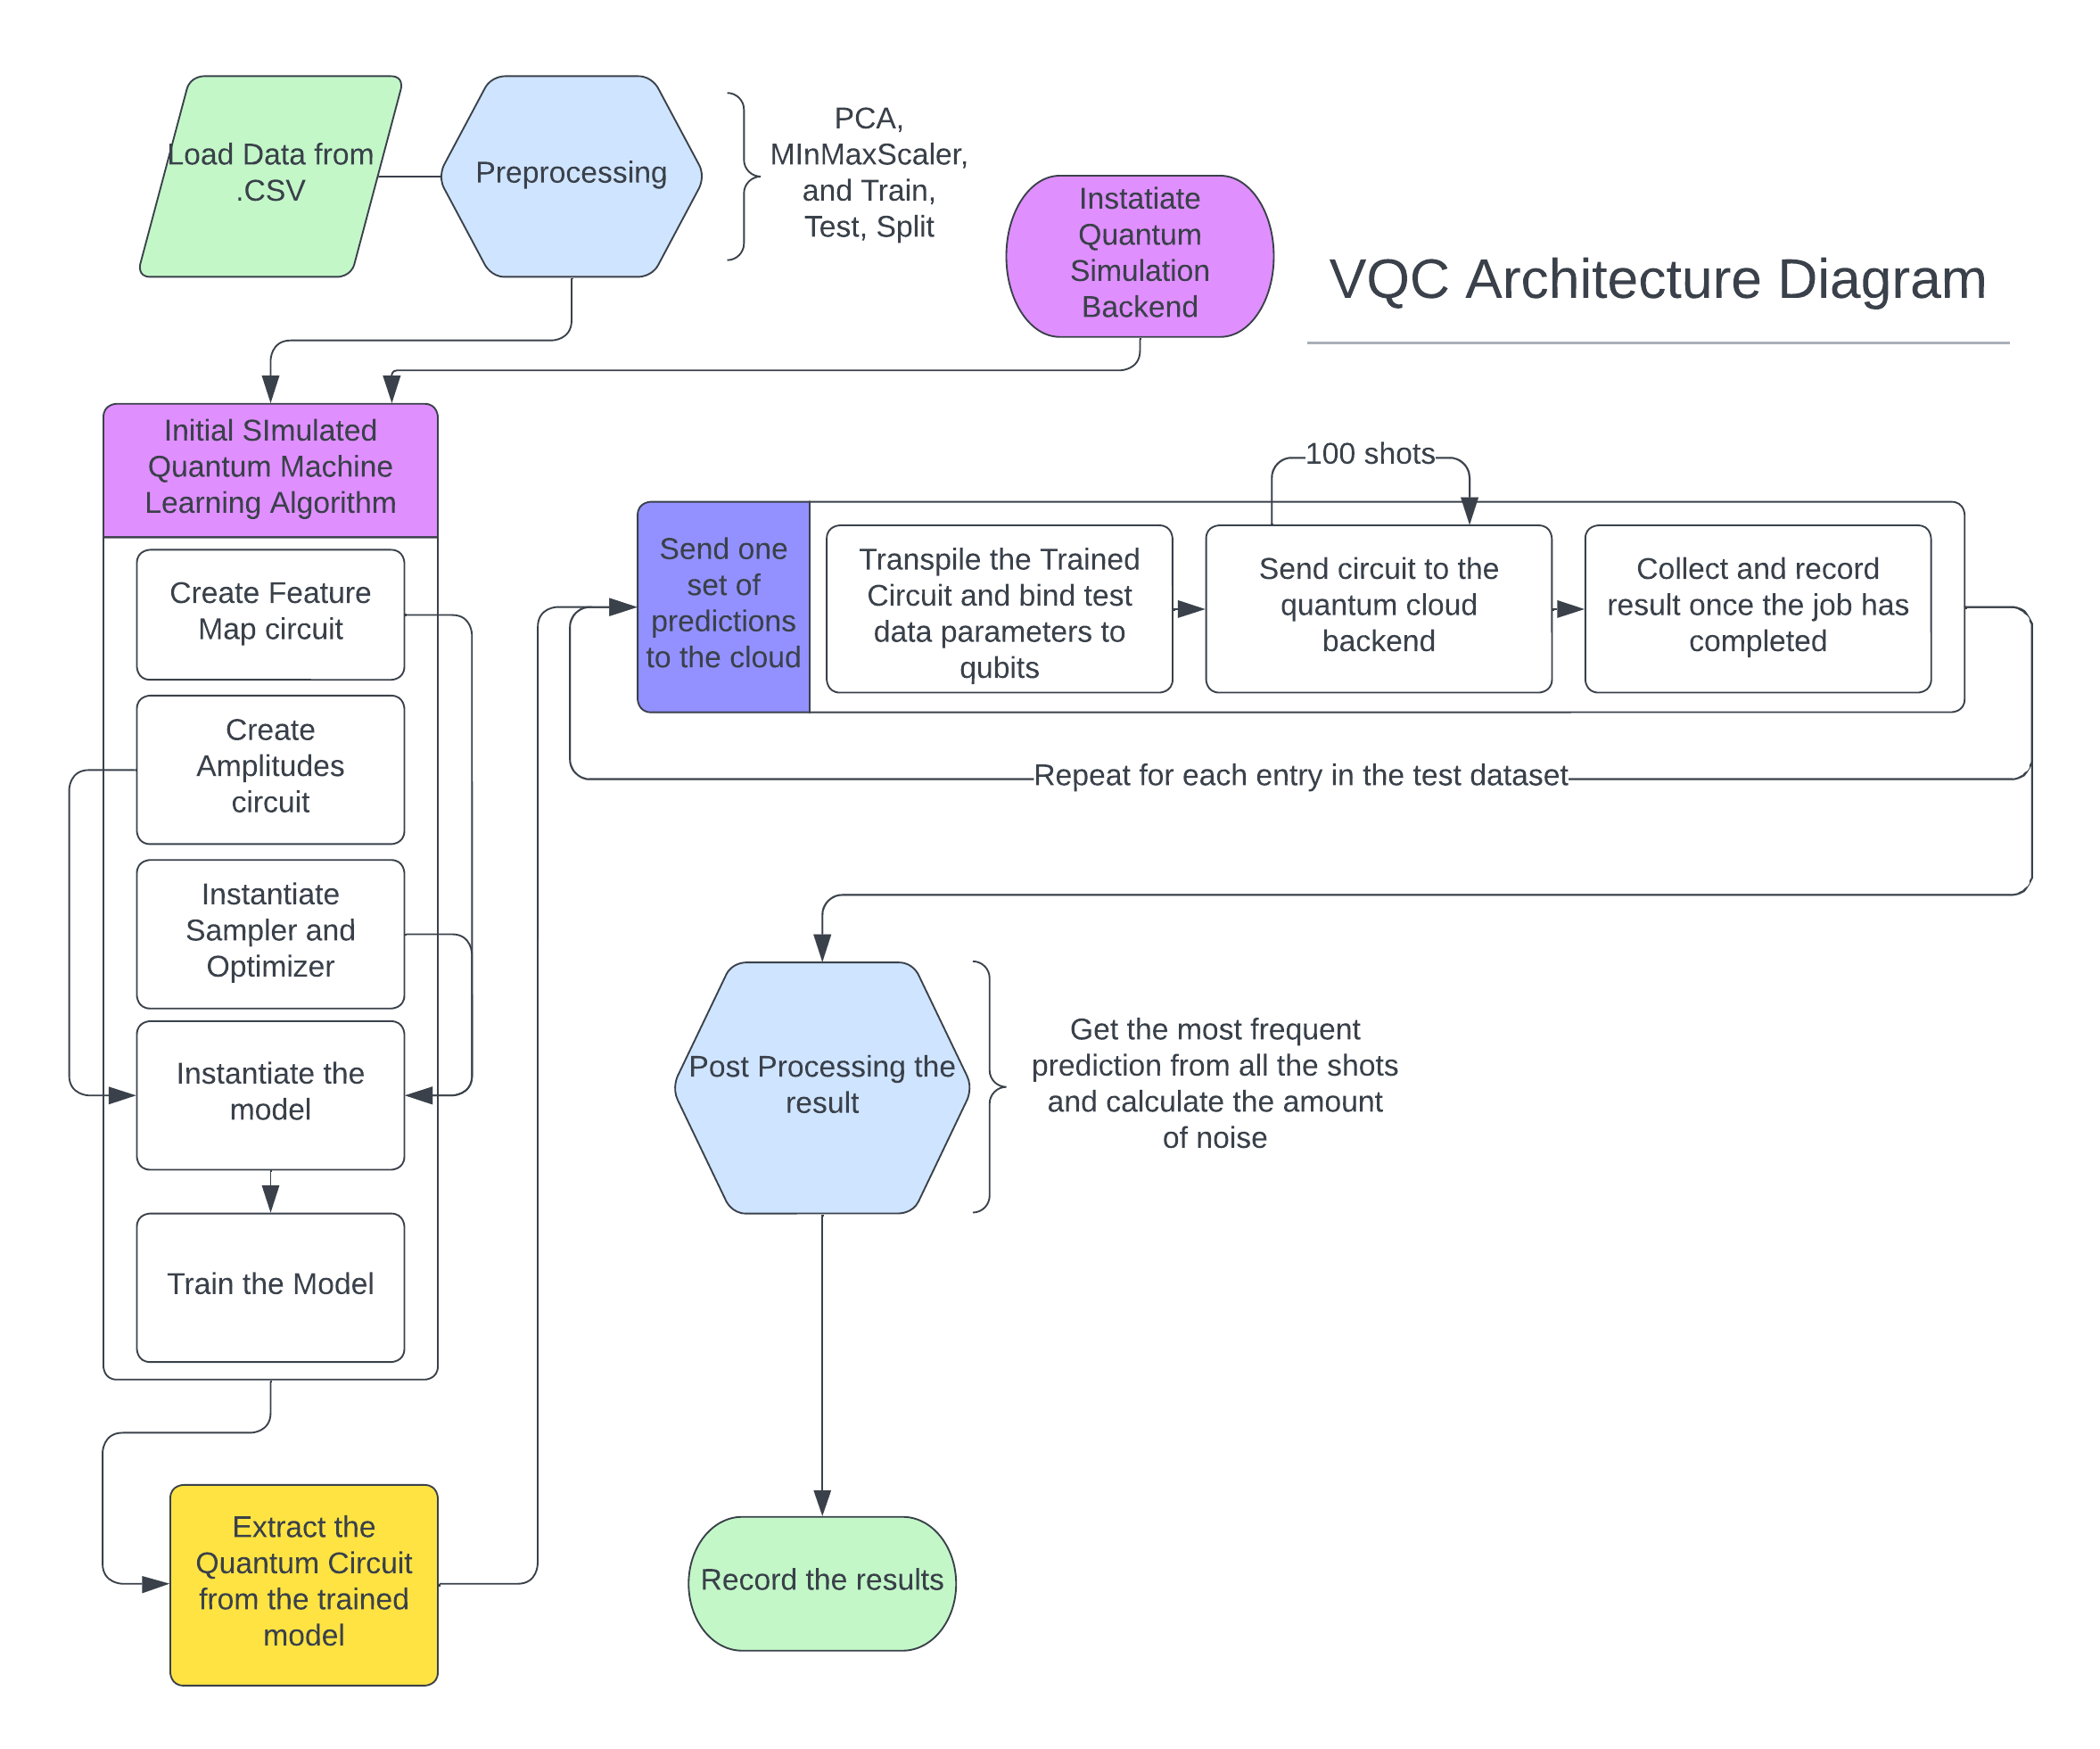 Load Data from
.CSV
Preprocessing
PCA,
MInMaxScaler,
and Train,
Test, Split
Instatiate
Quantum
Simulation
Backend
VQC Architecture Diagram
Initial SImulated
Quantum Machine
Learning Algorithm
Create Feature
Map circuit
Create
Amplitudes
circuit
Instantiate
Sampler and
Optimizer
Instantiate the
model
Train the Model
Extract the
Quantum Circuit
from the trained
model
100 shots
Send one
set of
predictions
to the cloud
Transpile the Trained
Circuit and bind test
data parameters to
qubits
Send circuit to the
quantum cloud
backend
Collect and record
result once the job has
completed
Repeat for each entry in the test dataset
Post Processing the
result
Get the most frequent
prediction from all the shots
and calculate the amount
of noise
Record the results